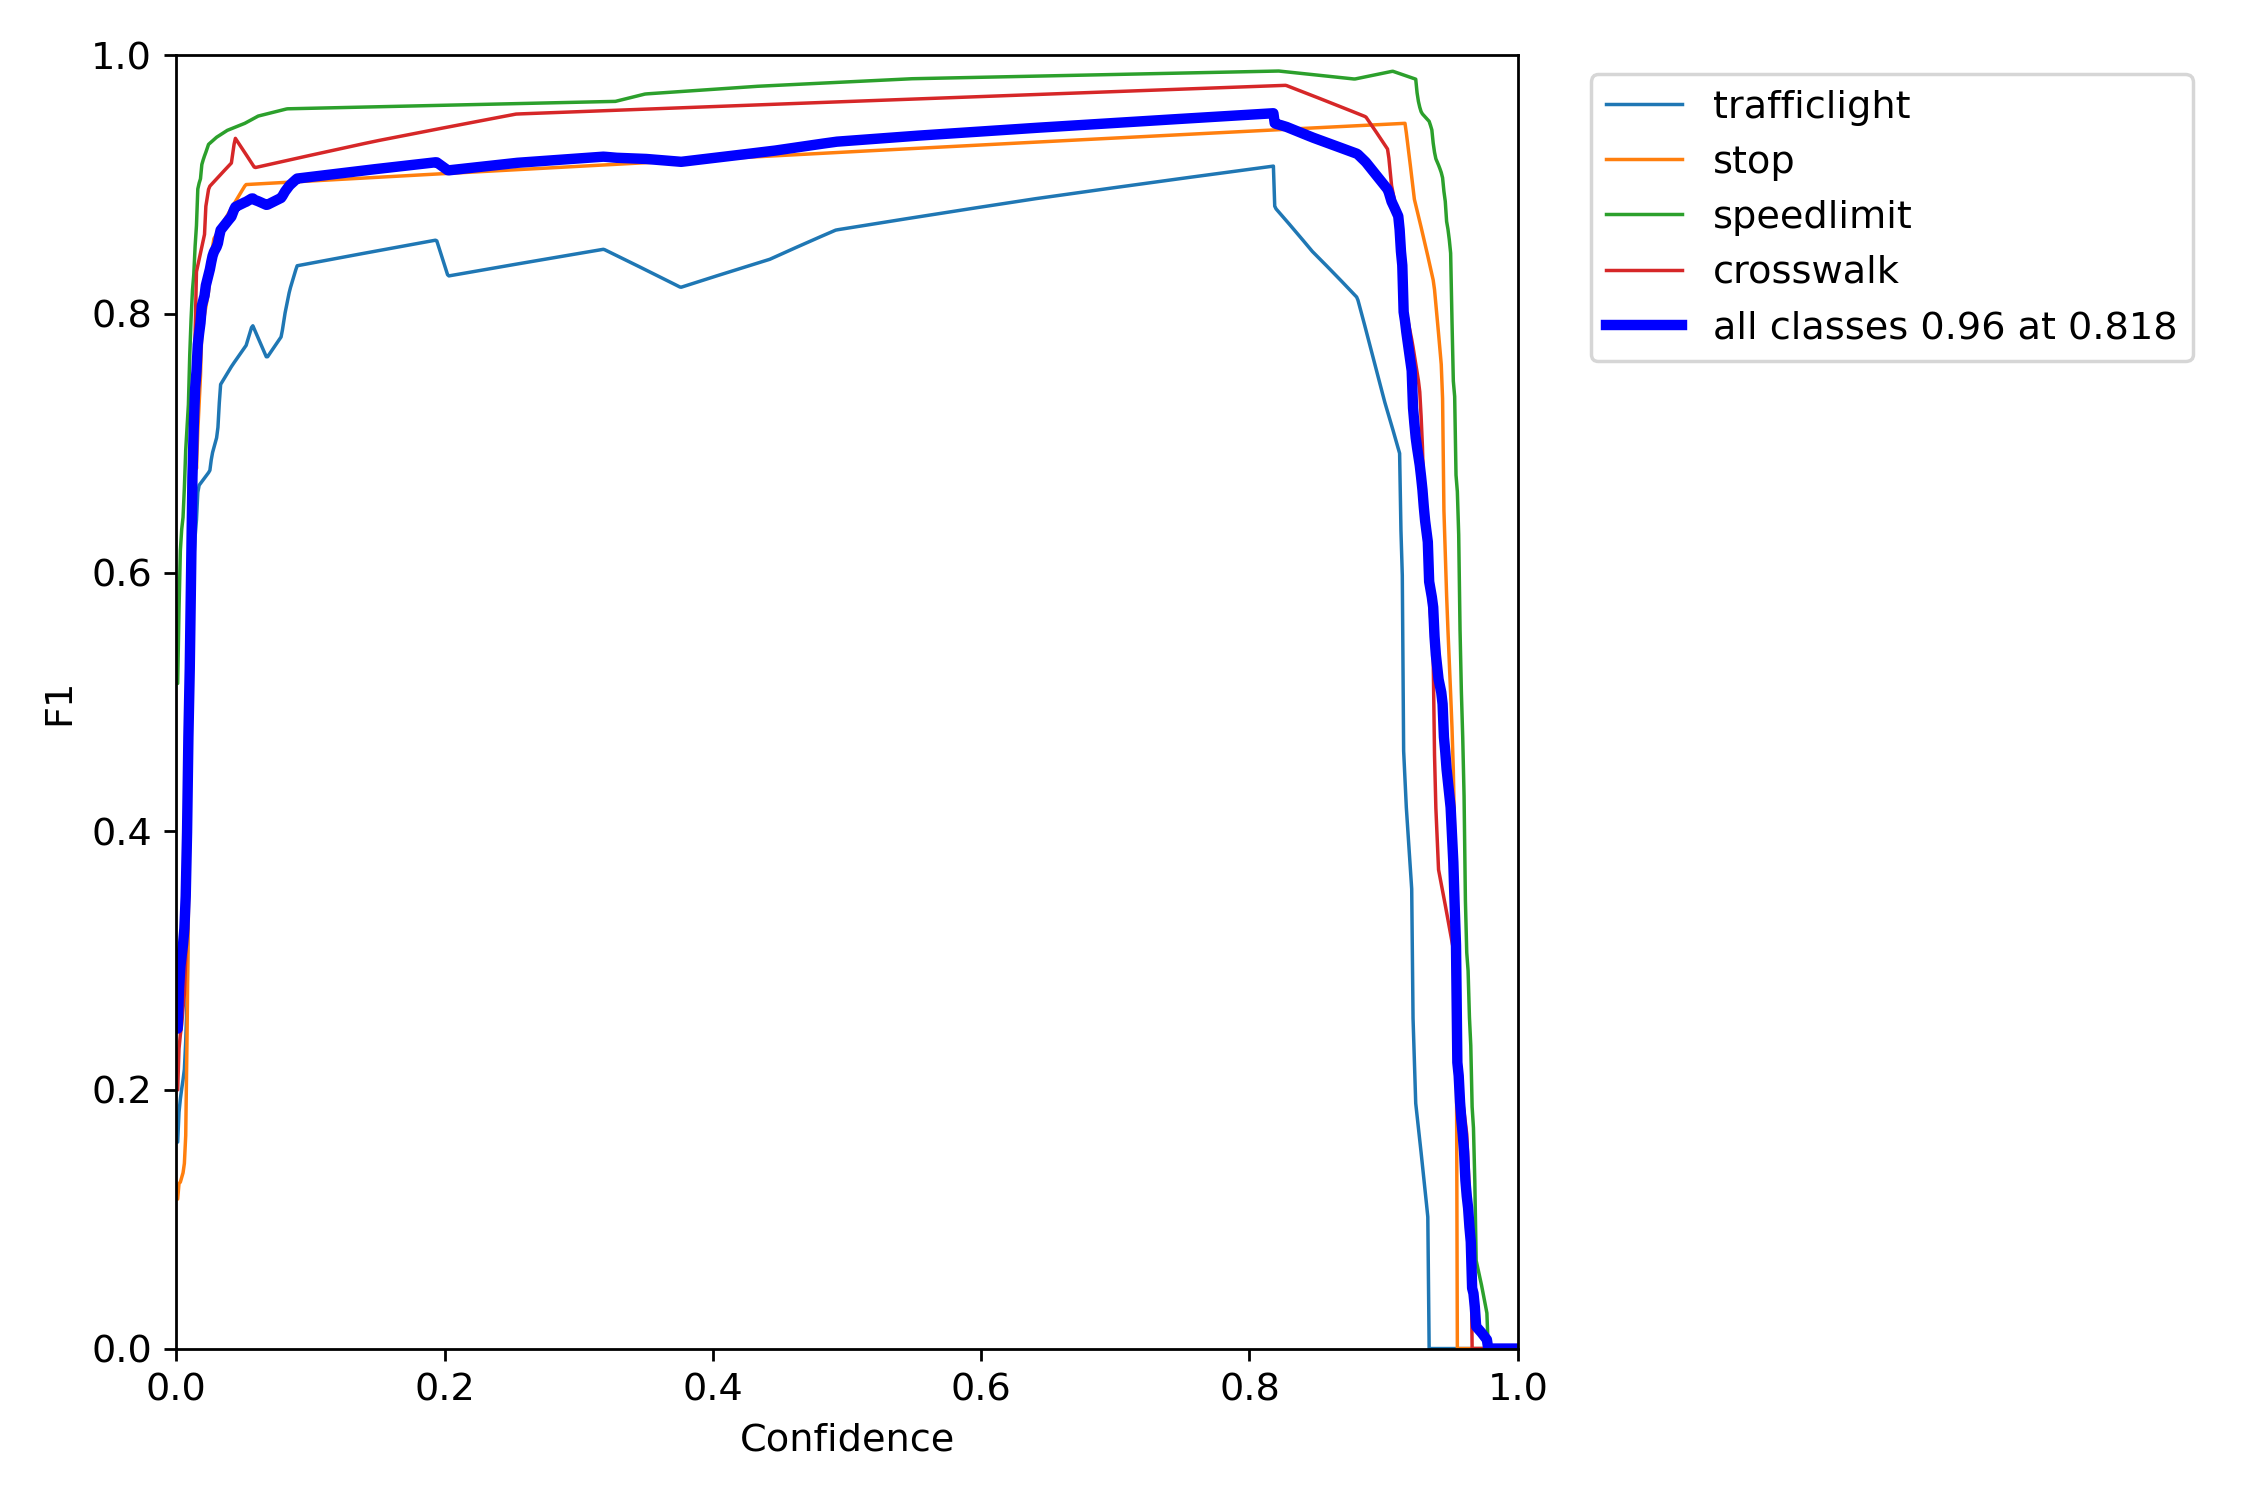 1.0
0.8
0.6
0.4
0.2
0.0
F1
0.0 0.2 0.4 0.6 0.8 1.0
Confidence
trafficlight
stop
speedlimit
crosswalk
all classes 0.96 at 0.818